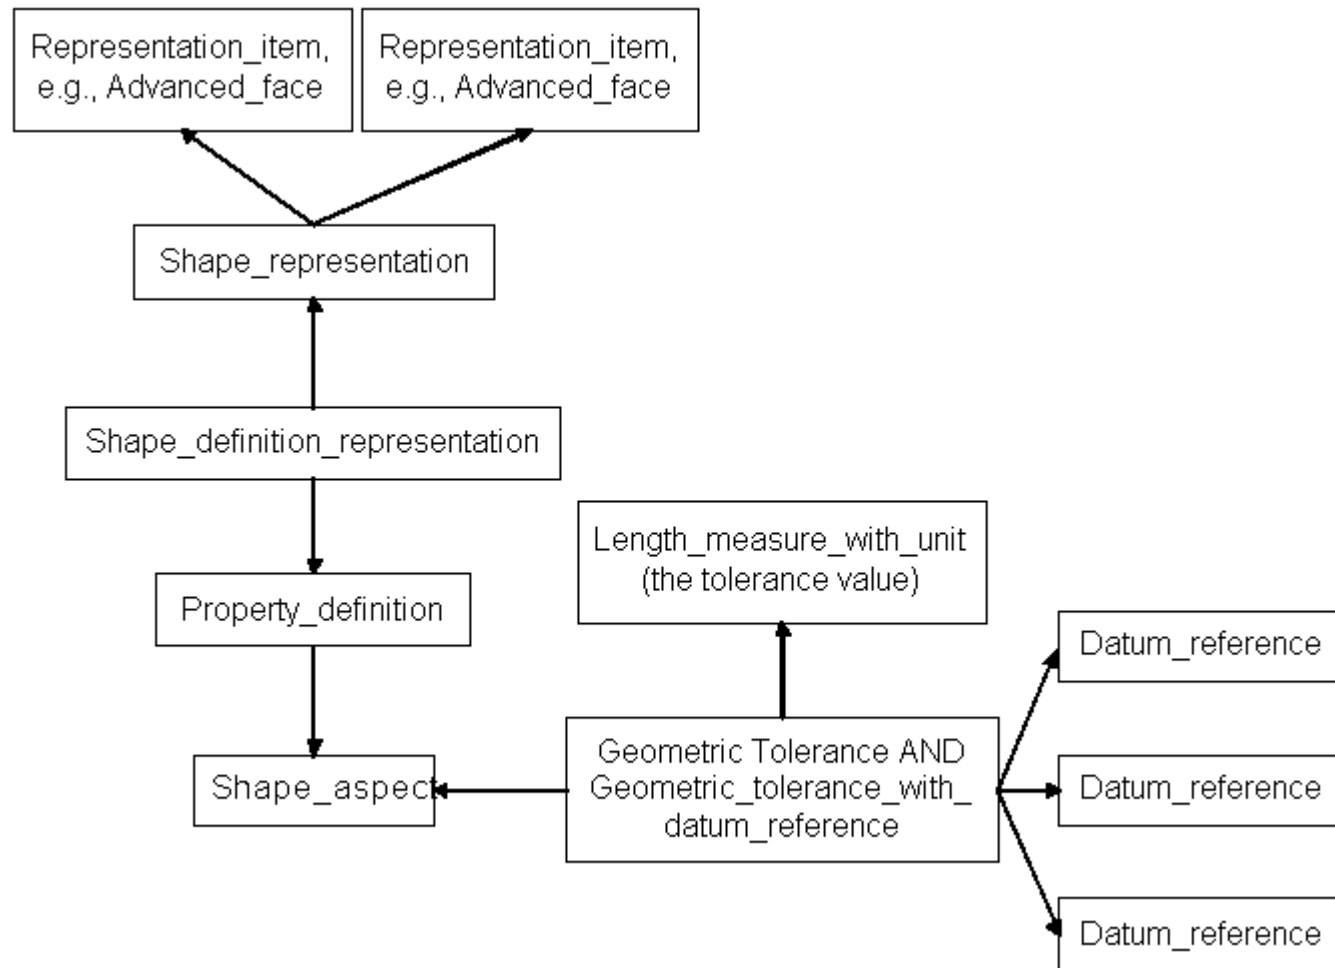 Representation_item,
e.g., Advanced_face
Representation_item,
e.g., Advanced_face
Shape_representation
Shape_definition_representation
Length_measure_with_unit
(the tolerance value)
Property_definition
Datum_reference
Geometric Tolerance AND
Geometric_tolerance_with_
datum_reference
Shape_aspect
Datum_reference
Datum_reference